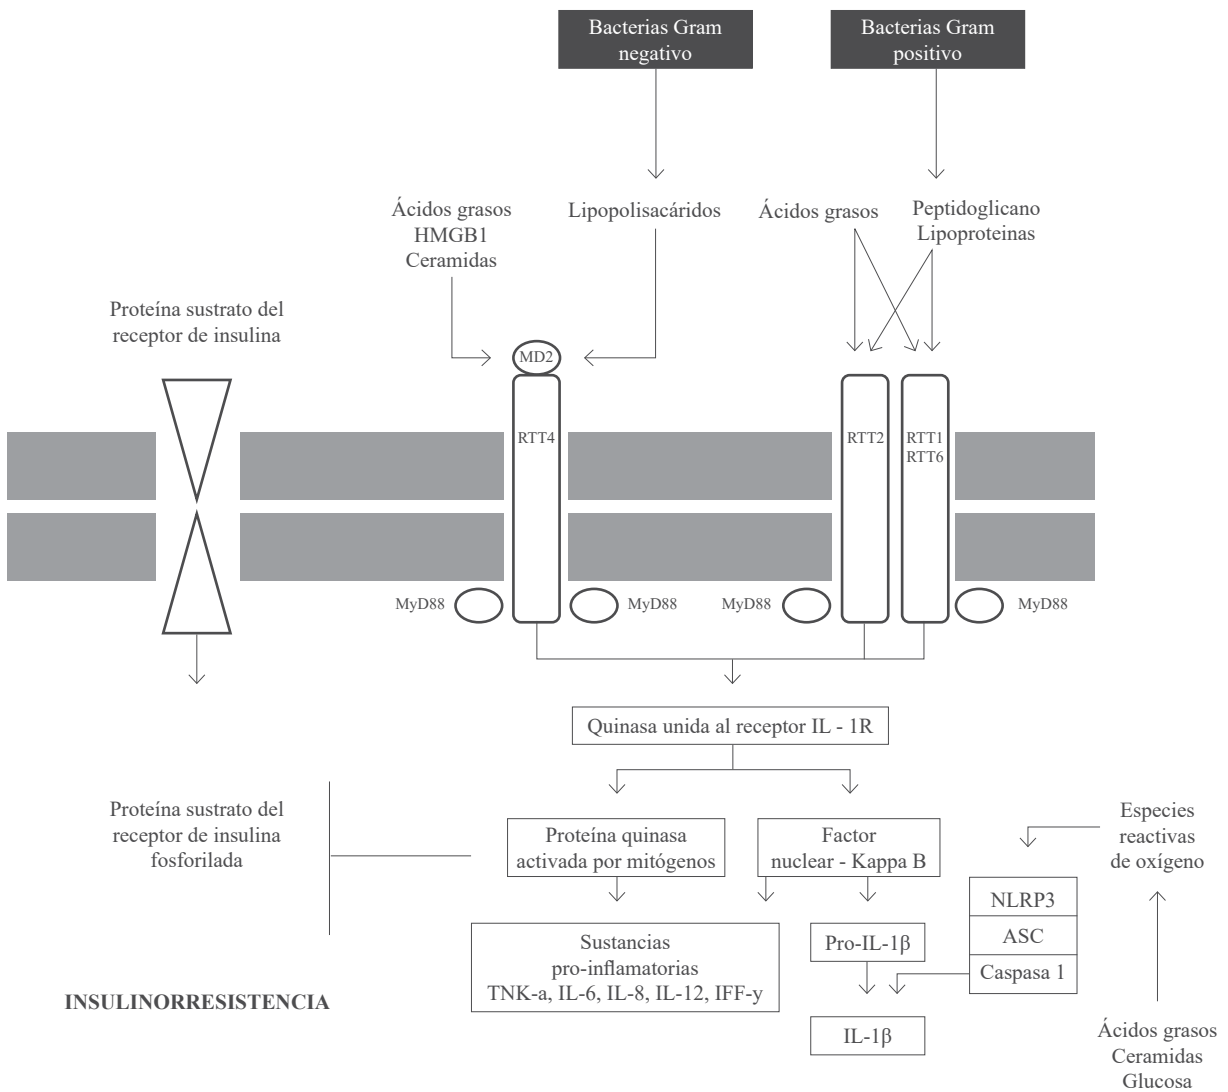 Bacterias Gram
negativo
Bacterias Gram
positivo
Ácidos grasos
HMGB1
Ceramidas
Lipopolisacáridos
Ácidos grasos
Peptidoglicano
Lipoproteinas
Proteína sustrato del
receptor de insulina
MD2
RTT4
RTT2
RTT1
RTT6
MyD88
MyD88
MyD88
MyD88
Quinasa unida al receptor IL - 1R
Proteína sustrato del
receptor de insulina
fosforilada
Proteína quinasa
activada por mitógenos
Factor
nuclear - Kappa B
Especies
reactivas
de oxígeno
NLRP3
ASC
Caspasa 1
Sustancias
pro-inflamatorias
TNK-a, IL-6, IL-8, IL-12, IFF-y
Pro-IL-1β
IL-1β
INSULINORRESISTENCIA
Ácidos grasos
Ceramidas
Glucosa